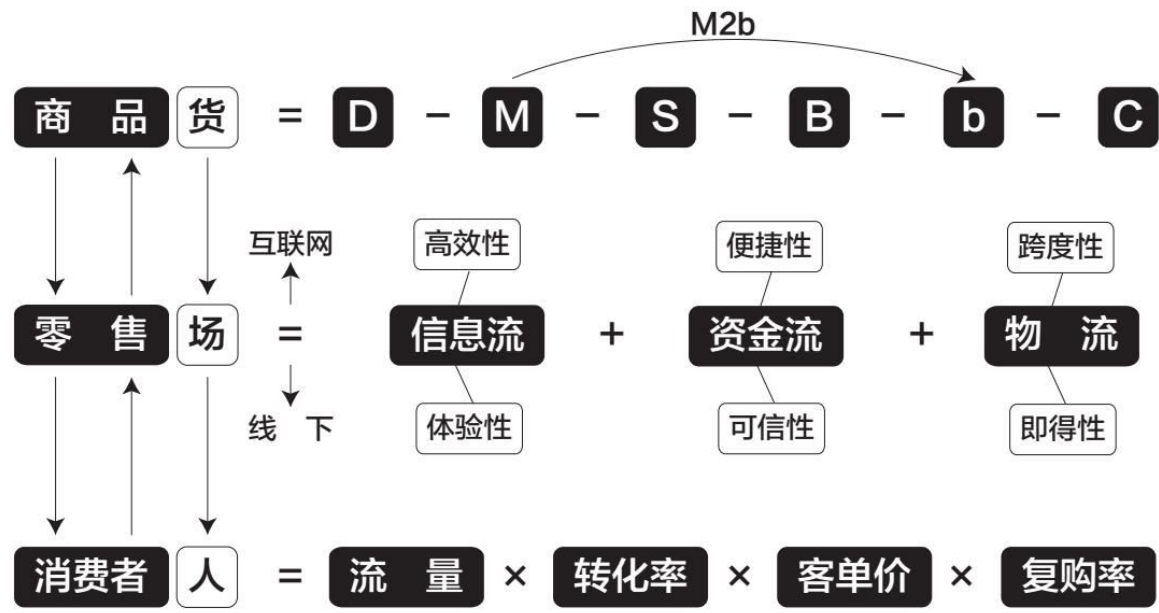 M2b
商 品 货 = D - M - S - B - b - C
高效性 便捷性 跨度性
互联网
零 售 场 = 信息流 + 资金流 + 物 流
线 下
体验性 可信性 即得性
消费者 人 = 流 量 × 转化率 × 客单价 × 复购率